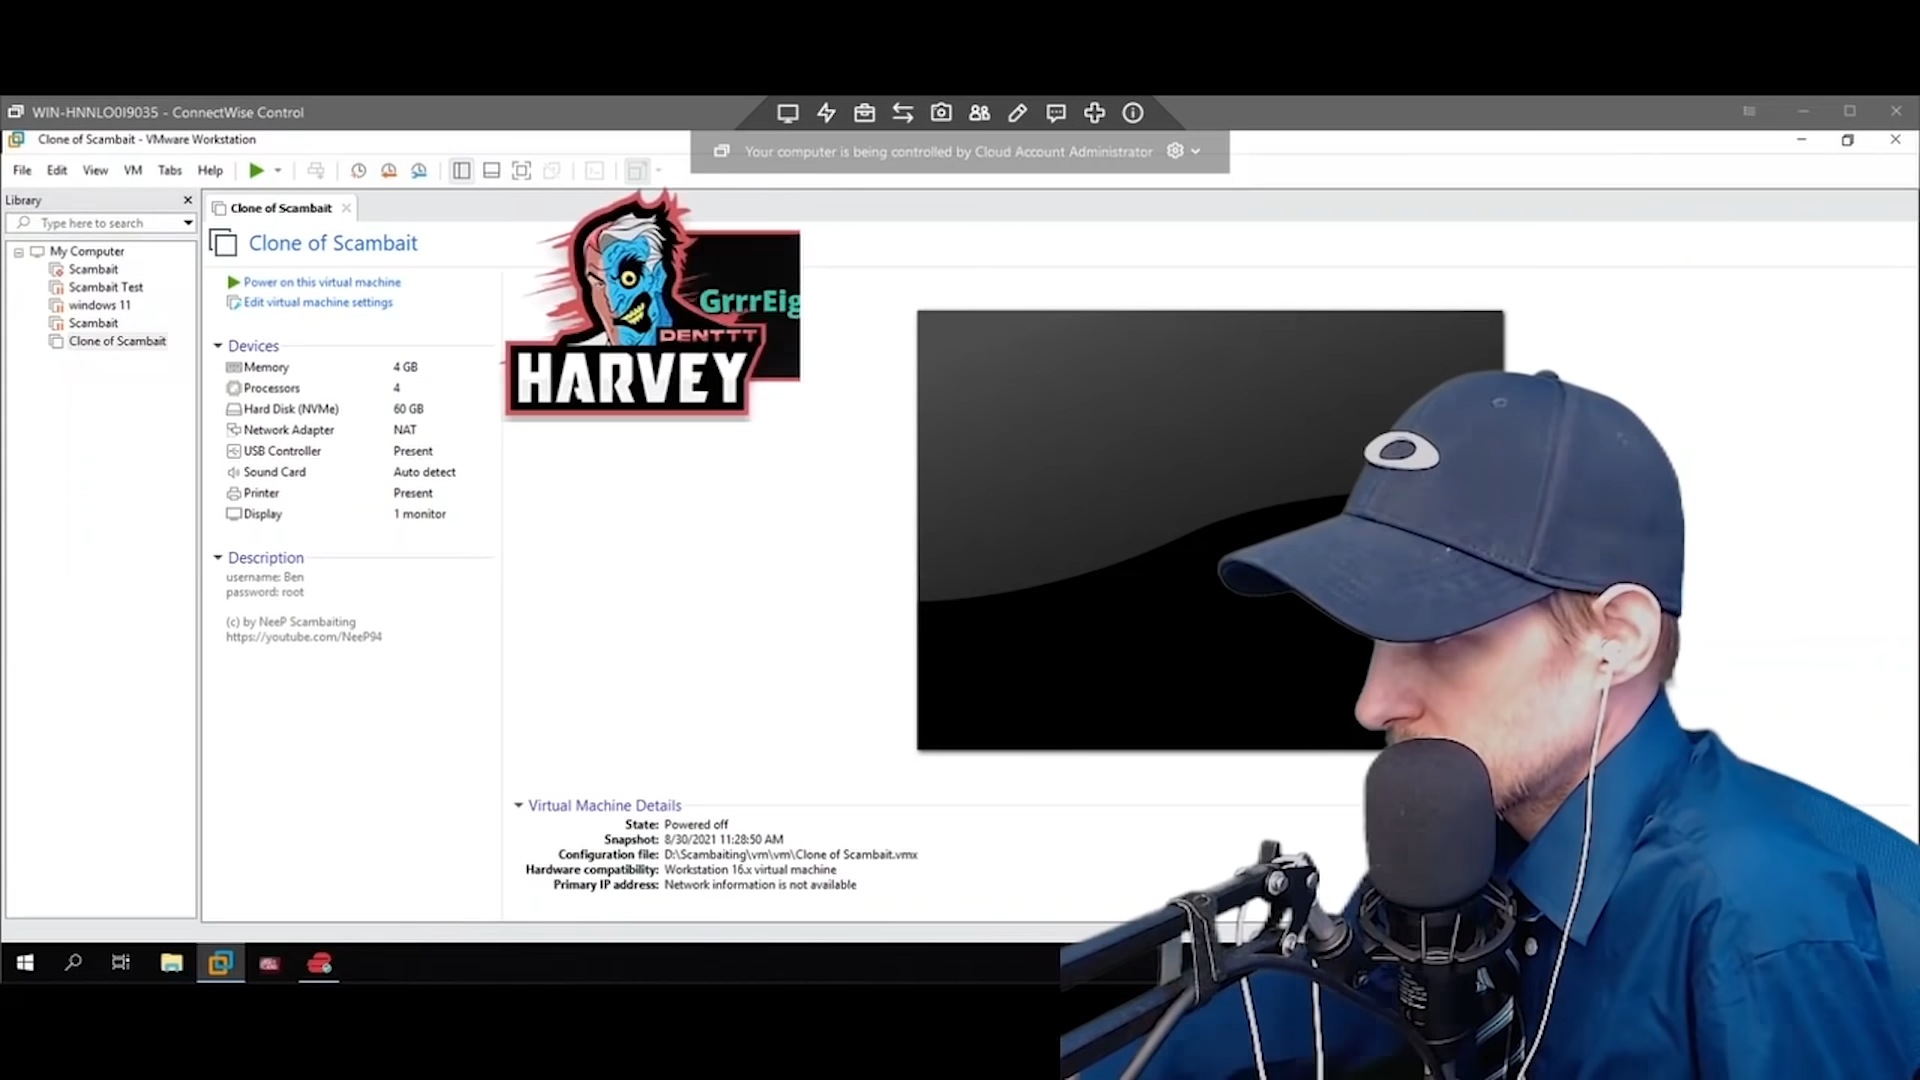 WIN-HNNLO0I9035 - ConnectWise Control
Clone of Scambait - VMware Workstation
Your computer is being controlled by Cloud Account Administrator
File Edit View VM Tabs Help
Library
Type here to search
My Computer
Scambait
Scambait Test
windows 11
Scambait
Clone of Scambait
Clone of Scambait
Clone of Scambait
Power on this virtual machine
Edit virtual machine settings
Devices
Memory 4 GB
Processors 4
Hard Disk (NVMe) 60 GB
Network Adapter NAT
USB Controller Present
Sound Card Auto detect
Printer Present
Display 1 monitor
Description
username: Ben
password: root
(c) by NeeP Scambaiting
https://youtube.com/NeeP94
GrrrEig
DENTTT
HARVEY
Virtual Machine Details
State: Powered off
Snapshot: 8/30/2021 11:28:50 AM
Configuration file: D:\Scambaiting\vm\vm\Clone of Scambait.vmx
Hardware compatibility: Workstation 16.x virtual machine
Primary IP address: Network information is not available